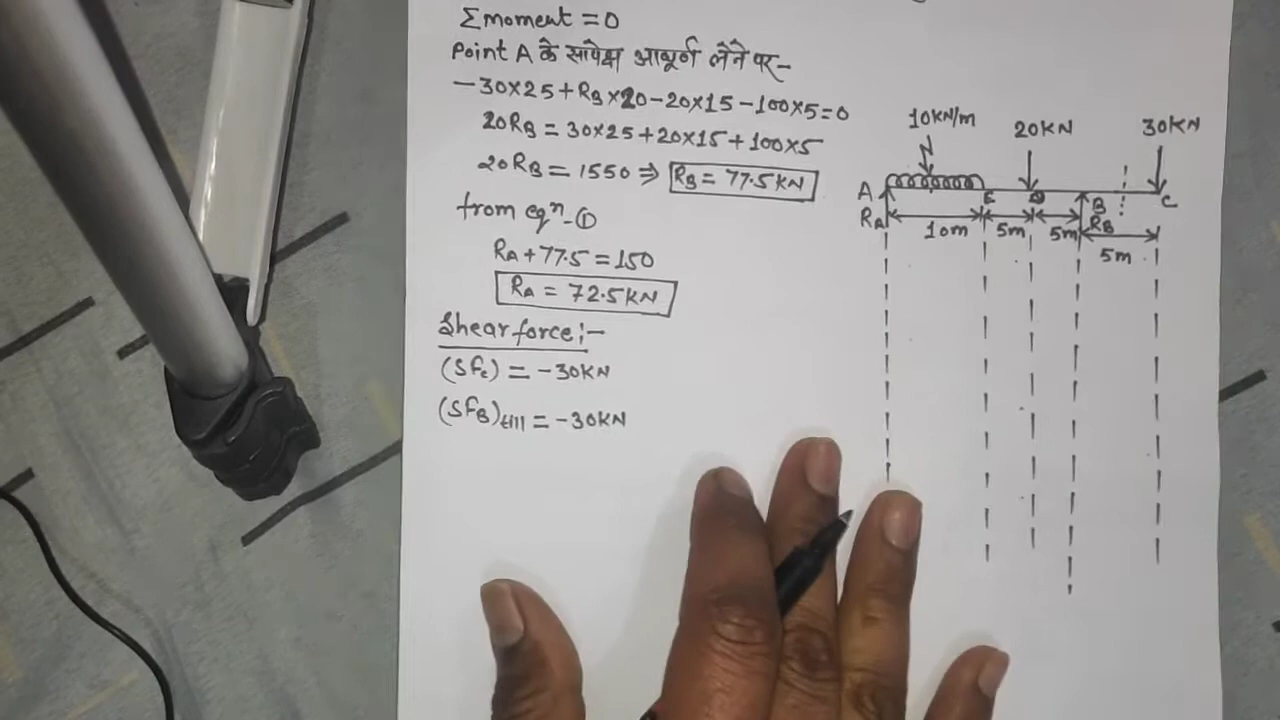 Σmoment = 0
Point A के सापेक्ष आघूर्ण लेने पर-
-30×25+RB×20-20×15-100×5=0
20RB = 30×25+20×15+100×5
20RB = 1550 ⇒ RB = 77.5KN
from eqn-①
RA+77.5 = 150
RA = 72.5KN
Shear force:-
(SFc) = -30KN
(SFB)till = -30KN
10KN/m
20KN
30KN
A
E
D
B
C
RA
RB
10m
5m
5m
5m